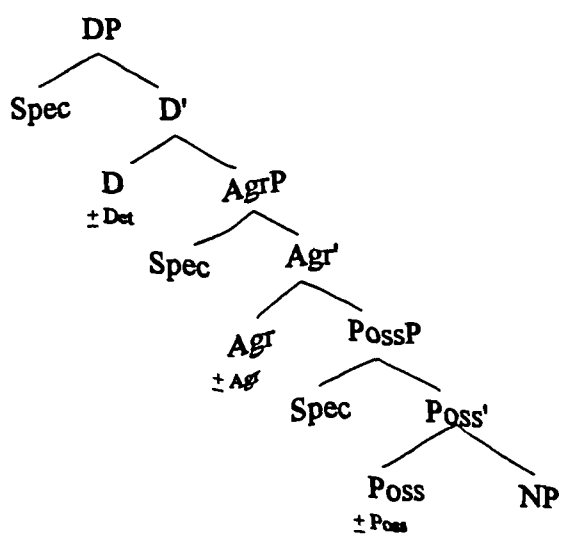 DP
Spec D'
D AgrP
± Det
Spec Agr'
Agr PossP
± Agr
Spec Poss'
Poss NP
± Poss